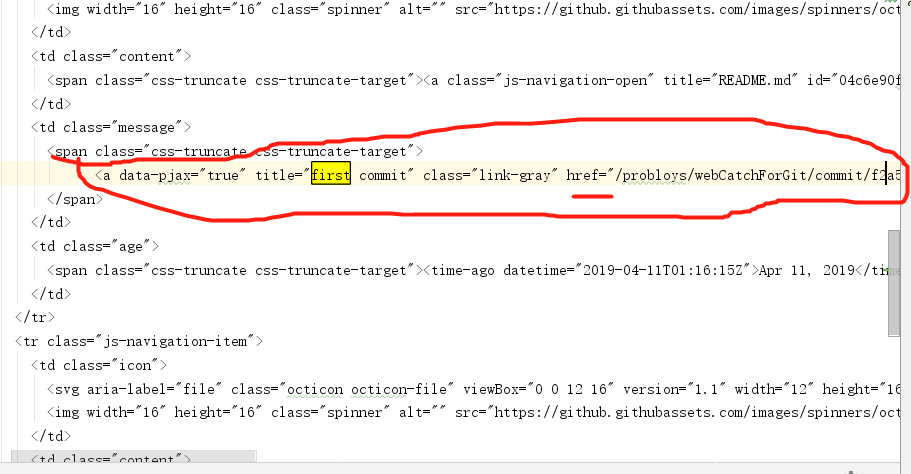 <img width="16" height="16" class="spinner" alt="" src="https://github.githubassets.com/images/spinners/oct
</td>
<td class="content">
<span class="css-truncate css-truncate-target"><a class="js-navigation-open" title="README.md" id="04c6e90f
</td>
<td class="message">
<span class="css-truncate css-truncate-target">
<a data-pjax="true" title="first commit" class="link-gray" href="/probloys/webCatchForGit/commit/f2a5
</span>
</td>
<td class="age">
<span class="css-truncate css-truncate-target"><time-ago datetime="2019-04-11T01:16:15Z">Apr 11, 2019</time
</td>
</tr>
<tr class="js-navigation-item">
<td class="icon">
<svg aria-label="file" class="octicon octicon-file" viewBox="0 0 12 16" version="1.1" width="12" height="16
<img width="16" height="16" class="spinner" alt="" src="https://github.githubassets.com/images/spinners/oct
</td>
<td class="content">